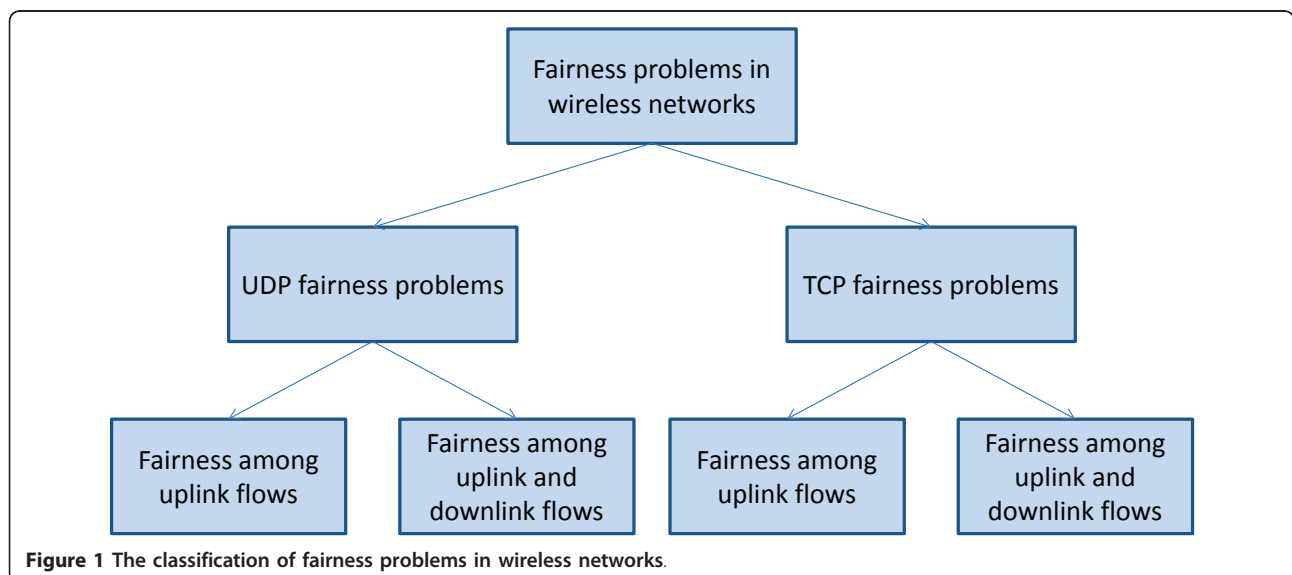 Fairness problems in
wireless networks
UDP fairness problems
TCP fairness problems
Fairness among
uplink flows
Fairness among
uplink and
downlink flows
Fairness among
uplink flows
Fairness among
uplink and
downlink flows
Figure 1 The classification of fairness problems in wireless networks.